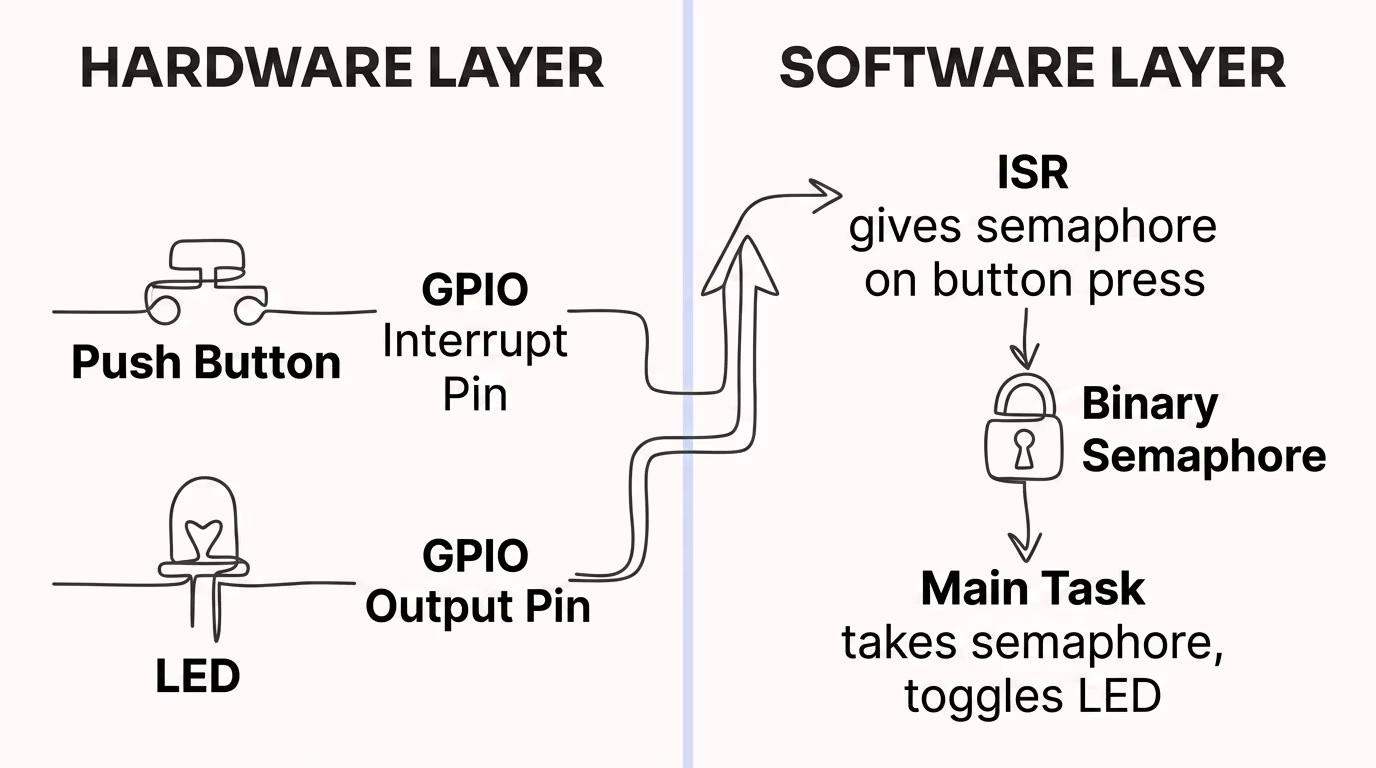 HARDWARE LAYER
Push Button
GPIO
Interrupt
Pin
LED
GPIO
Output Pin
SOFTWARE LAYER
ISR
gives semaphore
on button press
Binary
Semaphore
Main Task
takes semaphore,
toggles LED